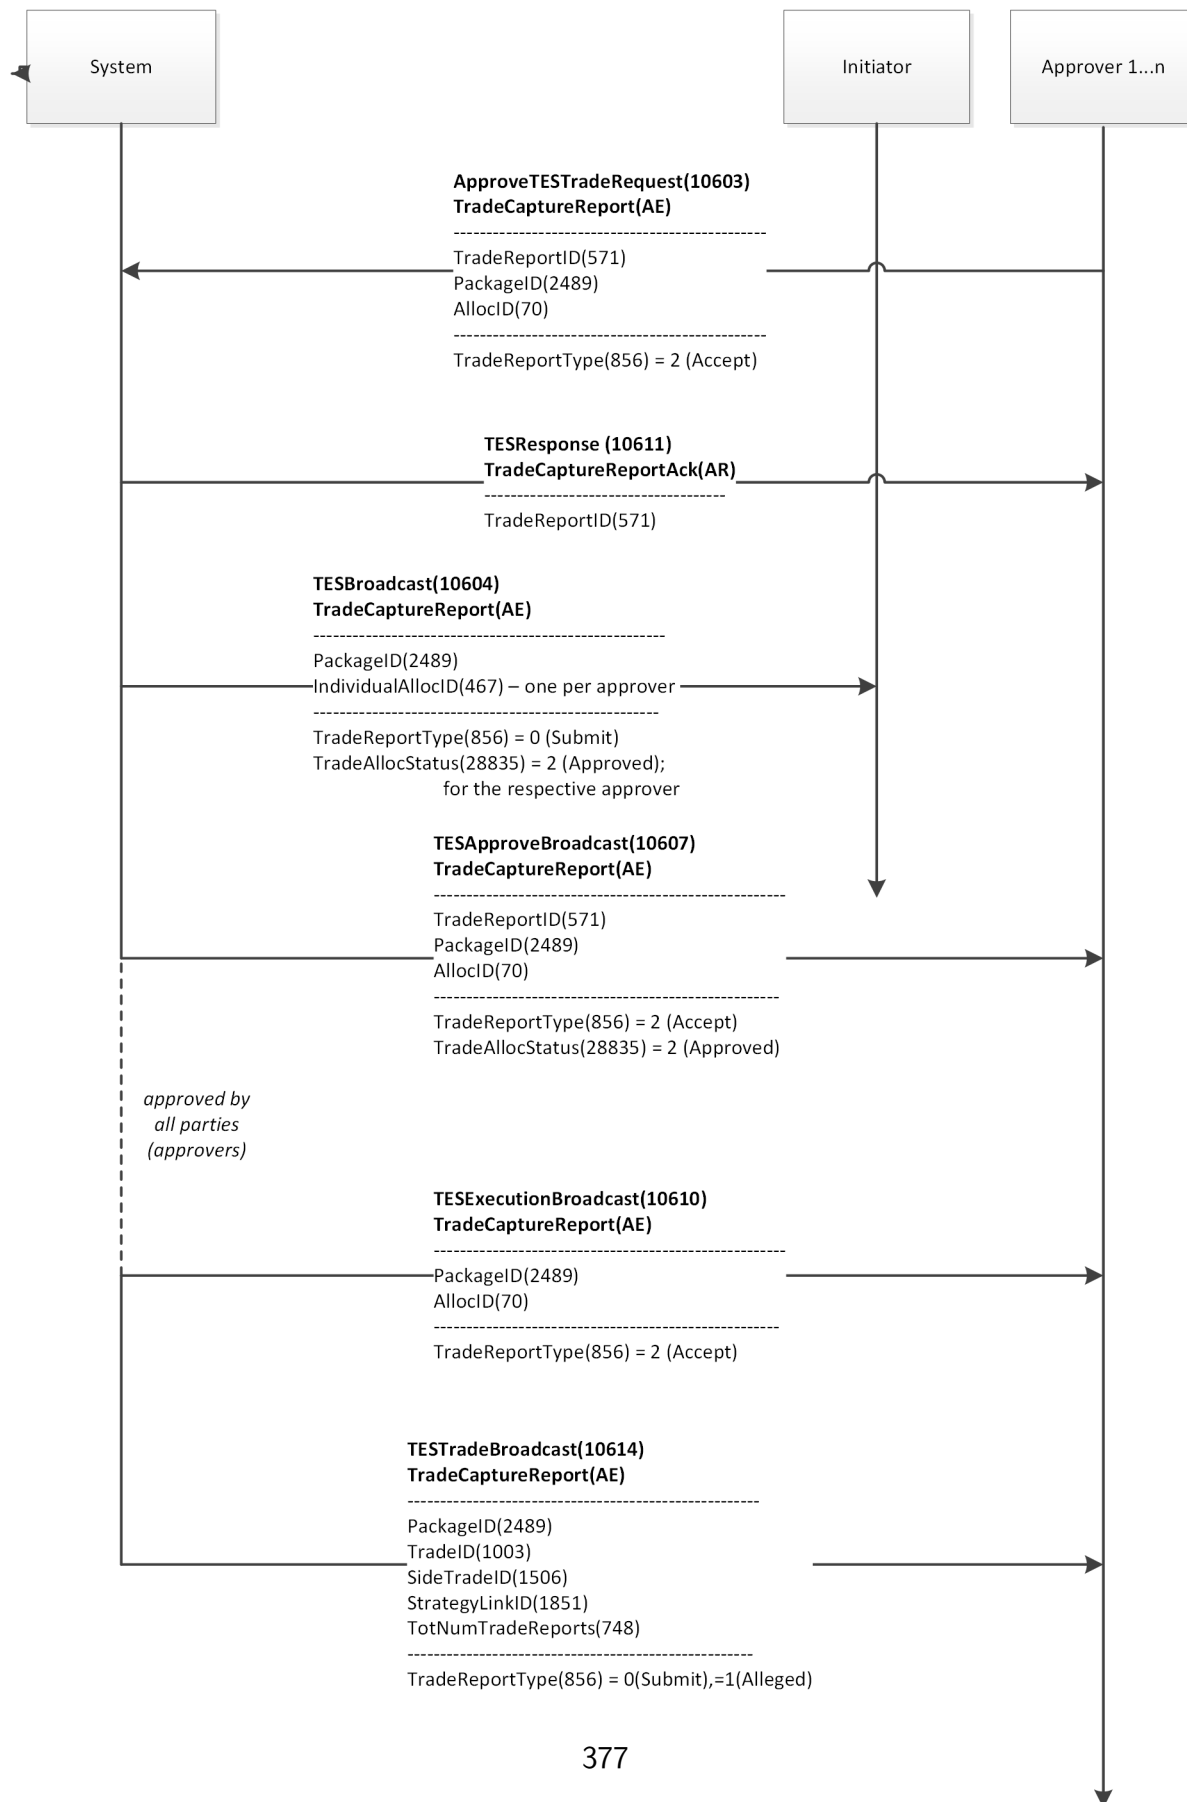 System
Initiator
Approver 1...n
ApproveTESTradeRequest(10603)
TradeCaptureReport(AE)
------------------------------------------------
TradeReportID(571)
PackageID(2489)
AllocID(70)
------------------------------------------------
TradeReportType(856) = 2 (Accept)
TESResponse (10611)
TradeCaptureReportAck(AR)
-------------------------------------
TradeReportID(571)
TESBroadcast(10604)
TradeCaptureReport(AE)
------------------------------------------------------
PackageID(2489)
IndividualAllocID(467) – one per approver
-----------------------------------------------------
TradeReportType(856) = 0 (Submit)
TradeAllocStatus(28835) = 2 (Approved);
for the respective approver
TESApproveBroadcast(10607)
TradeCaptureReport(AE)
------------------------------------------------------
TradeReportID(571)
PackageID(2489)
AllocID(70)
-----------------------------------------------------
TradeReportType(856) = 2 (Accept)
TradeAllocStatus(28835) = 2 (Approved)
approved by
all parties
(approvers)
TESExecutionBroadcast(10610)
TradeCaptureReport(AE)
------------------------------------------------------
PackageID(2489)
AllocID(70)
-----------------------------------------------------
TradeReportType(856) = 2 (Accept)
TESTradeBroadcast(10614)
TradeCaptureReport(AE)
------------------------------------------------------
PackageID(2489)
TradeID(1003)
SideTradeID(1506)
StrategyLinkID(1851)
TotNumTradeReports(748)
-----------------------------------------------------
TradeReportType(856) = 0(Submit),=1(Alleged)
377